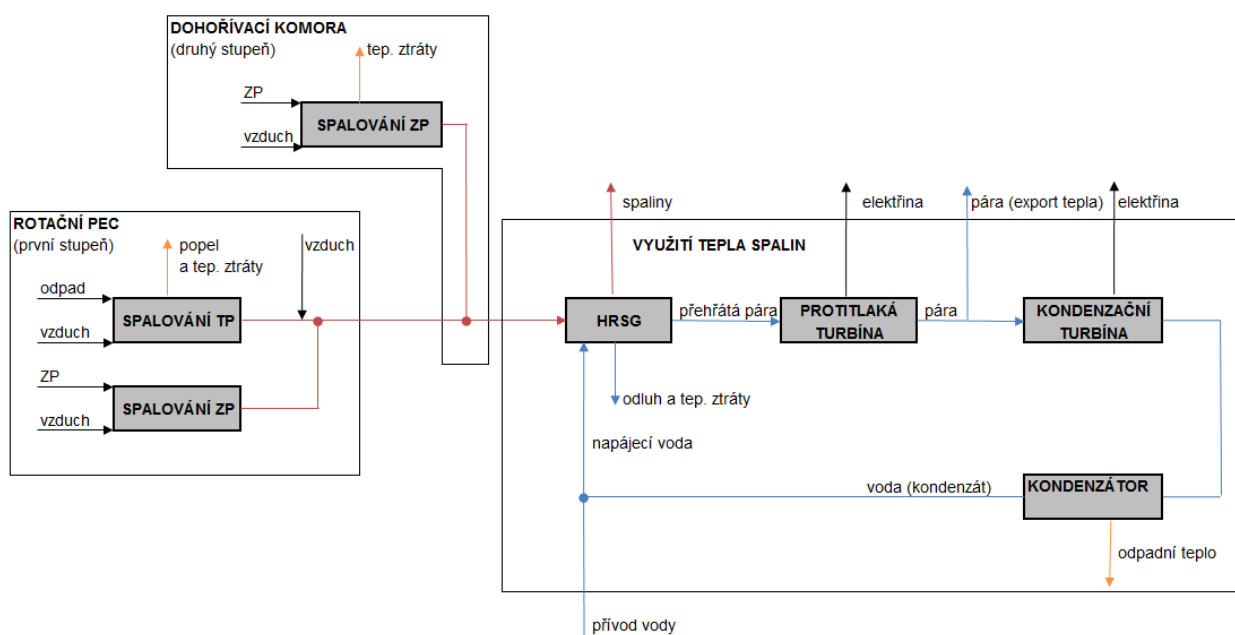 DOHOŘÍVACÍ KOMORA
(druhý stupeň)
tep. ztráty
ZP
SPALOVÁNÍ ZP
vzduch
ROTAČNÍ PEC
(první stupeň)
popel
a tep. ztráty
vzduch
odpad
SPALOVÁNÍ TP
vzduch
ZP
SPALOVÁNÍ ZP
vzduch
spaliny
elektřina
pára (export tepla)
elektřina
VYUŽITÍ TEPLA SPALIN
HRSG
přehřátá pára
PROTITLAKÁ
TURBÍNA
pára
KONDENZAČNÍ
TURBÍNA
odluh a tep. ztráty
napájecí voda
voda (kondenzát)
KONDENZÁTOR
odpadní teplo
přívod vody